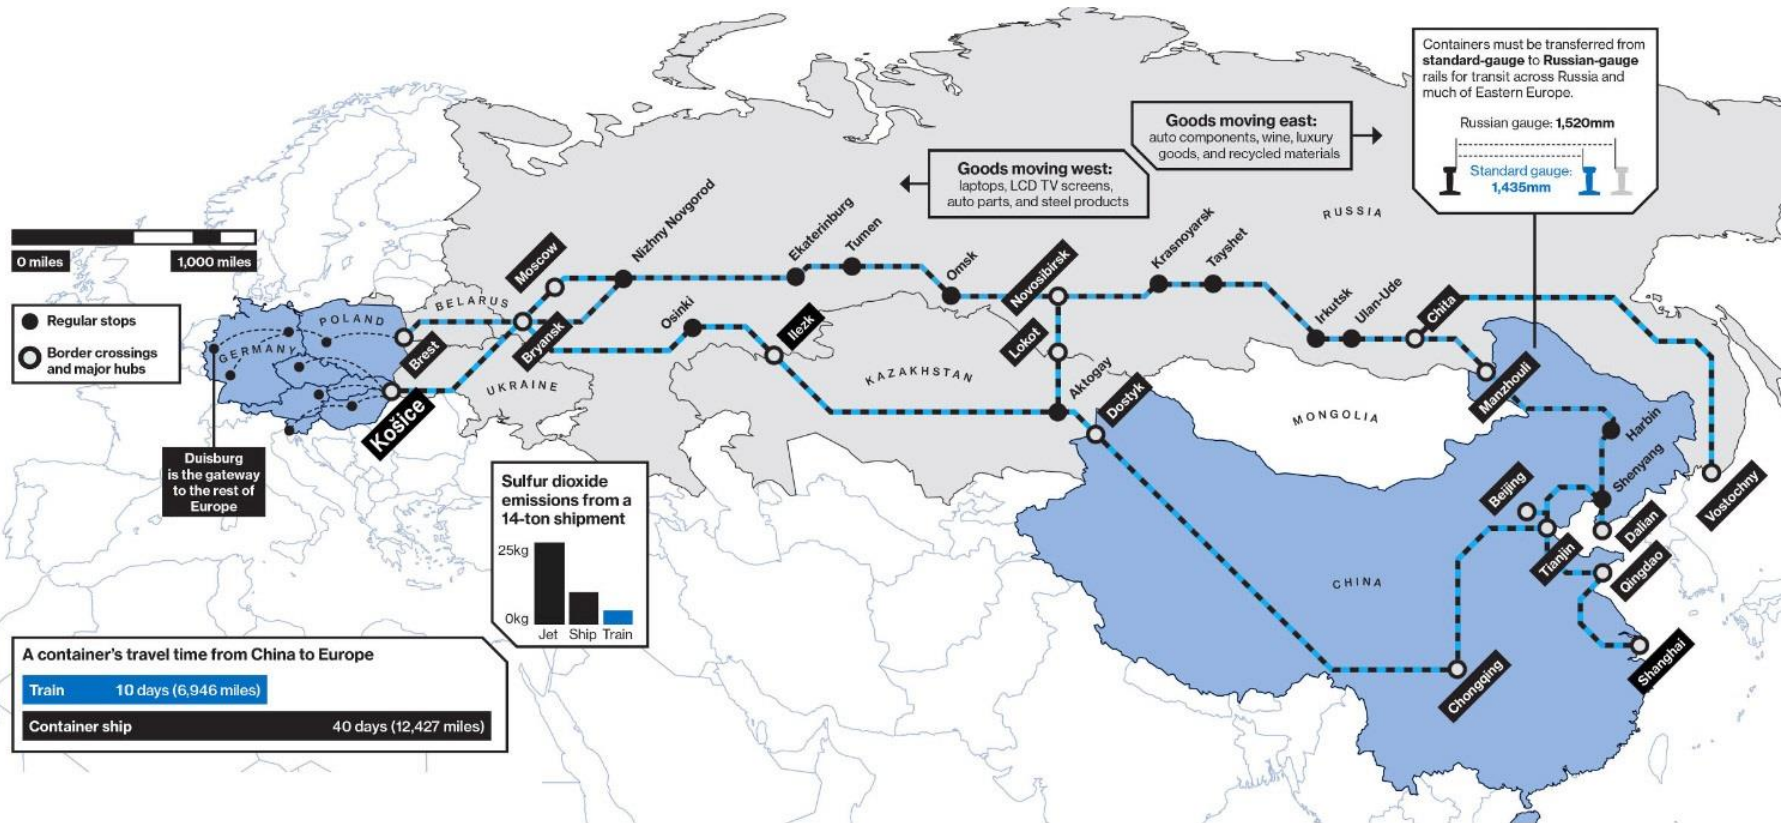 Containers must be transferred from
standard-gauge to Russian-gauge
rails for transit across Russia and
much of Eastern Europe.
Russian gauge: 1,520mm
Standard gauge:
1,435mm
Goods moving east:
auto components, wine, luxury
goods, and recycled materials
Goods moving west:
laptops, LCD TV screens,
auto parts, and steel products
RUSSIA
0 miles
1,000 miles
Regular stops
Border crossings
and major hubs
Moscow
Nizhny Novgorod
Ekaterinburg
Tumen
Omsk
Novosibirsk
Krasnoyarsk
Tayshet
Irkutsk
Ulan-Ude
Chita
BELARUS
POLAND
GERMANY
Brest
Bryansk
Osinki
Ilezk
Lokot
Aktogay
Dostyk
KAZAKHSTAN
UKRAINE
Košice
MONGOLIA
Manzhouli
Harbin
Shenyang
Beijing
Dalian
Vostochny
Tianjin
Qingdao
CHINA
Shanghai
Chongqing
Duisburg
is the gateway
to the rest of
Europe
Sulfur dioxide
emissions from a
14-ton shipment
25kg
0kg
Jet Ship Train
A container's travel time from China to Europe
Train 10 days (6,946 miles)
Container ship 40 days (12,427 miles)